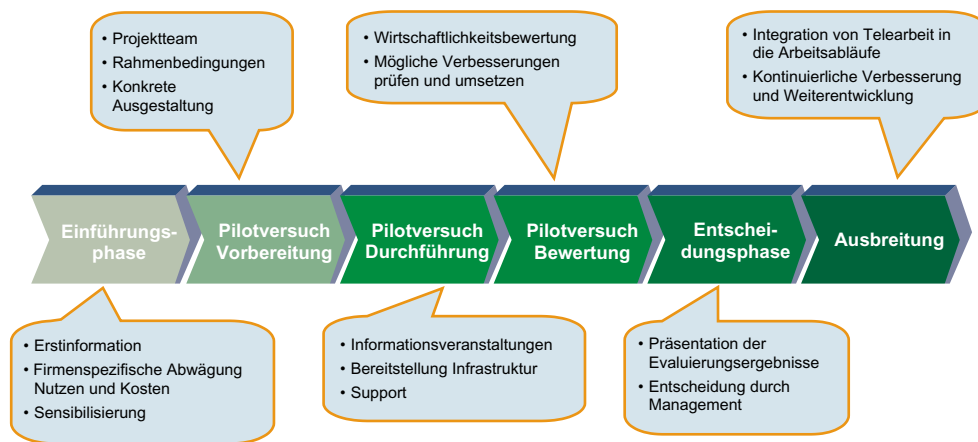 • Projektteam
• Rahmenbedingungen
• Konkrete
Ausgestaltung
• Wirtschaftlichkeitsbewertung
• Mögliche Verbesserungen
prüfen und umsetzen
• Integration von Telearbeit in
die Arbeitsabläufe
• Kontinuierliche Verbesserung
und Weiterentwicklung
Einführungs-
phase
Pilotversuch
Vorbereitung
Pilotversuch
Durchführung
Pilotversuch
Bewertung
Entschei-
dungsphase
Ausbreitung
• Erstinformation
• Firmenspezifische Abwägung
Nutzen und Kosten
• Sensibilisierung
• Informationsveranstaltungen
• Bereitstellung Infrastruktur
• Support
• Präsentation der
Evaluierungsergebnisse
• Entscheidung durch
Management